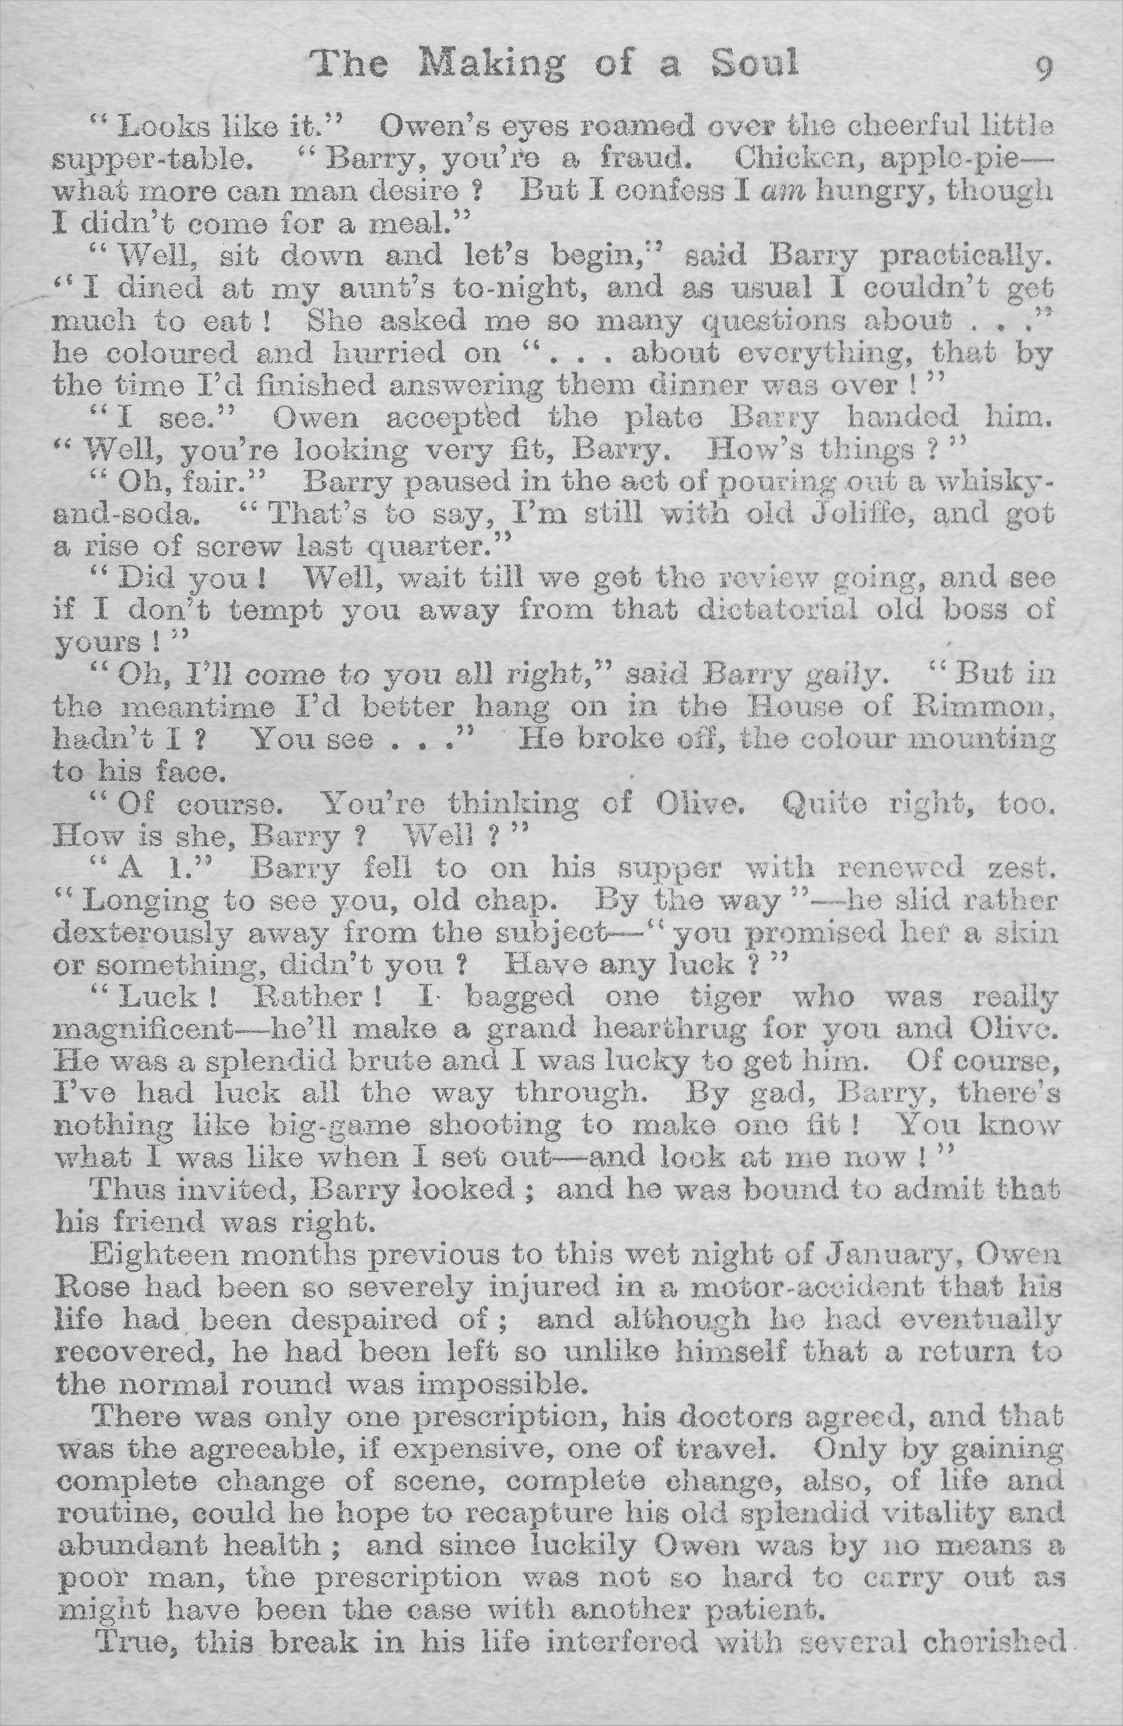 The Making of a Soul 9
“ Looks like it.” Owen’s eyes roamed over the cheerful little
supper-table. “ Barry, you’re a fraud. Chicken, apple-pie—
what more can man desire ? But I confess I am hungry, though
I didn’t come for a meal.”
“ Well, sit down and let’s begin,” said Barry practically.
“ I dined at my aunt’s to-night, and as usual I couldn’t get
much to eat ! She asked me so many questions about . . .”
he coloured and hurried on “. . . about everything, that by
the time I’d finished answering them dinner was over ! ”
“ I see.” Owen accepted the plate Barry handed him.
“ Well, you’re looking very fit, Barry. How’s things ? ”
“ Oh, fair.” Barry paused in the act of pouring out a whisky-
and-soda. “ That’s to say, I’m still with old Joliffe, and got
a rise of screw last quarter.”
“ Did you ! Well, wait till we get the review going, and see
if I don’t tempt you away from that dictatorial old boss of
yours ! ”
“ Oh, I’ll come to you all right,” said Barry gaily. “ But in
the meantime I’d better hang on in the House of Rimmon,
hadn’t I ? You see . . .” He broke off, the colour mounting
to his face.
“ Of course. You’re thinking of Olive. Quite right, too.
How is she, Barry ? Well ? ”
“ A 1.” Barry fell to on his supper with renewed zest.
“ Longing to see you, old chap. By the way ”—he slid rather
dexterously away from the subject—“ you promised her a skin
or something, didn’t you ? Have any luck ? ”
“ Luck ! Rather ! I bagged one tiger who was really
magnificent—he’ll make a grand hearthrug for you and Olive.
He was a splendid brute and I was lucky to get him. Of course,
I’ve had luck all the way through. By gad, Barry, there’s
nothing like big-game shooting to make one fit ! You know
what I was like when I set out—and look at me now ! ”
Thus invited, Barry looked ; and he was bound to admit that
his friend was right.
Eighteen months previous to this wet night of January, Owen
Rose had been so severely injured in a motor-accident that his
life had been despaired of ; and although he had eventually
recovered, he had been left so unlike himself that a return to
the normal round was impossible.
There was only one prescription, his doctors agreed, and that
was the agreeable, if expensive, one of travel. Only by gaining
complete change of scene, complete change, also, of life and
routine, could he hope to recapture his old splendid vitality and
abundant health ; and since luckily Owen was by no means a
poor man, the prescription was not so hard to carry out as
might have been the case with another patient.
True, this break in his life interfered with several cherished